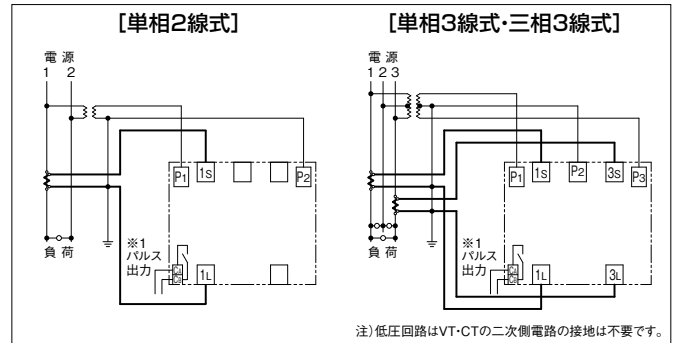 [単相2線式]
電源
1 2
P1 1S P2
※1
パルス
出力
1L
負荷
[単相3線式・三相3線式]
電源
1 2 3
P1 1S P2 3S P3
※1
パルス
出力
1L 3L
負荷
注)低圧回路はVT・CTの二次側電路の接地は不要です。